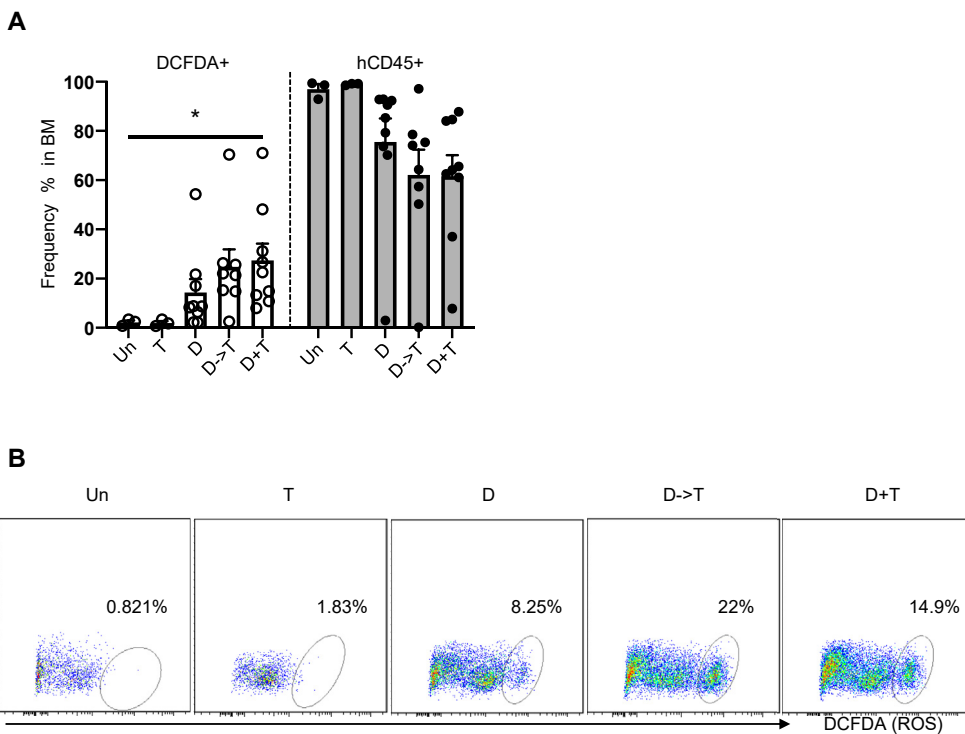 A
DCFDA+ hCD45+
100
80
60
40
20
0
Frequency % in BM
*
Un T D D->T D+T Un T D D->T D+T
B
Un T D D->T D+T
0.821% 1.83% 8.25% 22% 14.9%
DCFDA (ROS)